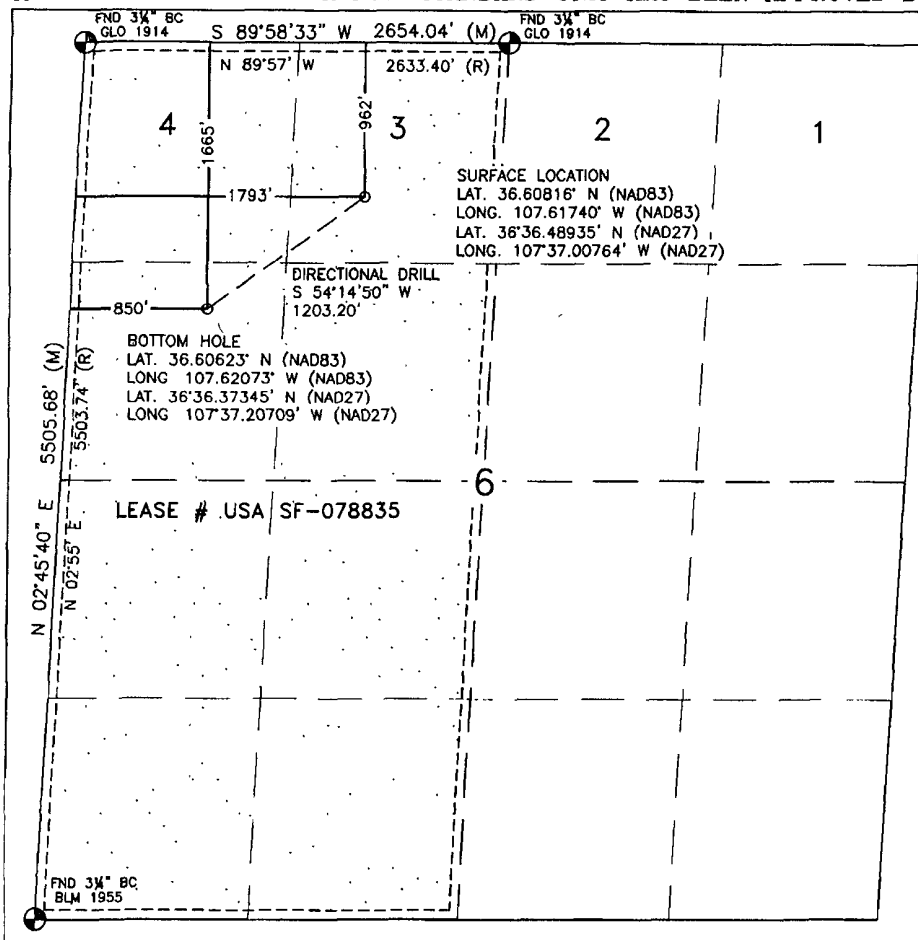 FND 3¼" BC
GLO 1914
S 89°58'33" W 2654.04' (M)
FND 3¼" BC
GLO 1914
N 89°57' W 2633.40' (R)
4
3
2
1
1665'
962'
1793'
SURFACE LOCATION
LAT. 36.60816° N (NAD83)
LONG. 107.61740° W (NAD83)
LAT. 36°36.48935' N (NAD27)
LONG. 107°37.00764' W (NAD27)
DIRECTIONAL DRILL
S 54°14'50" W
1203.20'
850'
BOTTOM HOLE
LAT. 36.60623° N (NAD83)
LONG 107.62073° W (NAD83)
LAT. 36°36.37345' N (NAD27)
LONG 107°37.20709' W (NAD27)
N 02°45'40" E 5505.68' (M)
N 02°55' E 5503.74" (R)
6
LEASE # USA SF-078835
FND 3¼" BC
BLM 1955